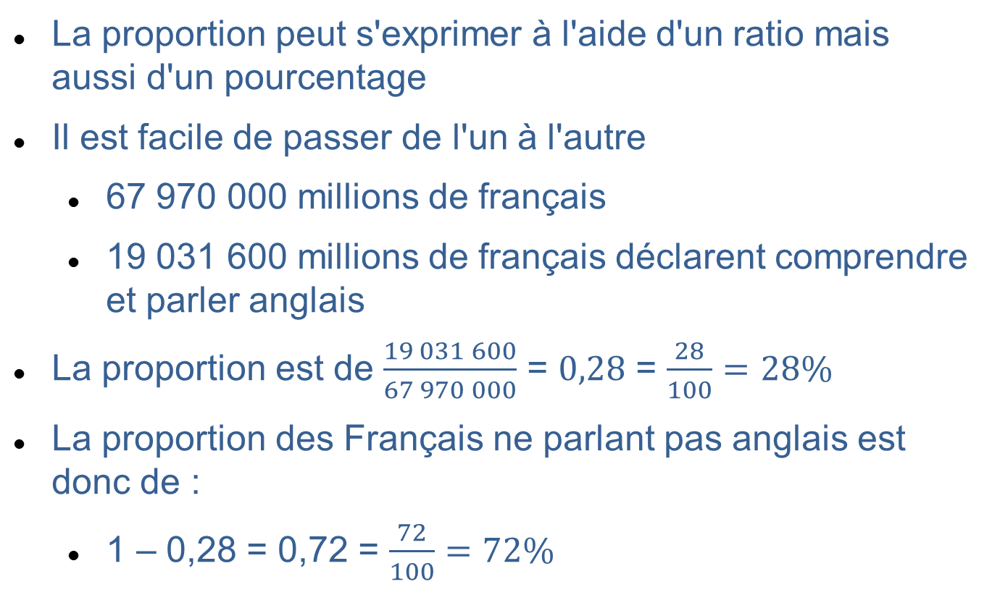 • La proportion peut s'exprimer à l'aide d'un ratio mais
aussi d'un pourcentage
• Il est facile de passer de l'un à l'autre
• 67 970 000 millions de français
• 19 031 600 millions de français déclarent comprendre
et parler anglais
• La proportion est de 19 031 600/67 970 000 = 0,28 = 28/100 = 28%
• La proportion des Français ne parlant pas anglais est
donc de :
• 1 – 0,28 = 0,72 = 72/100 = 72%